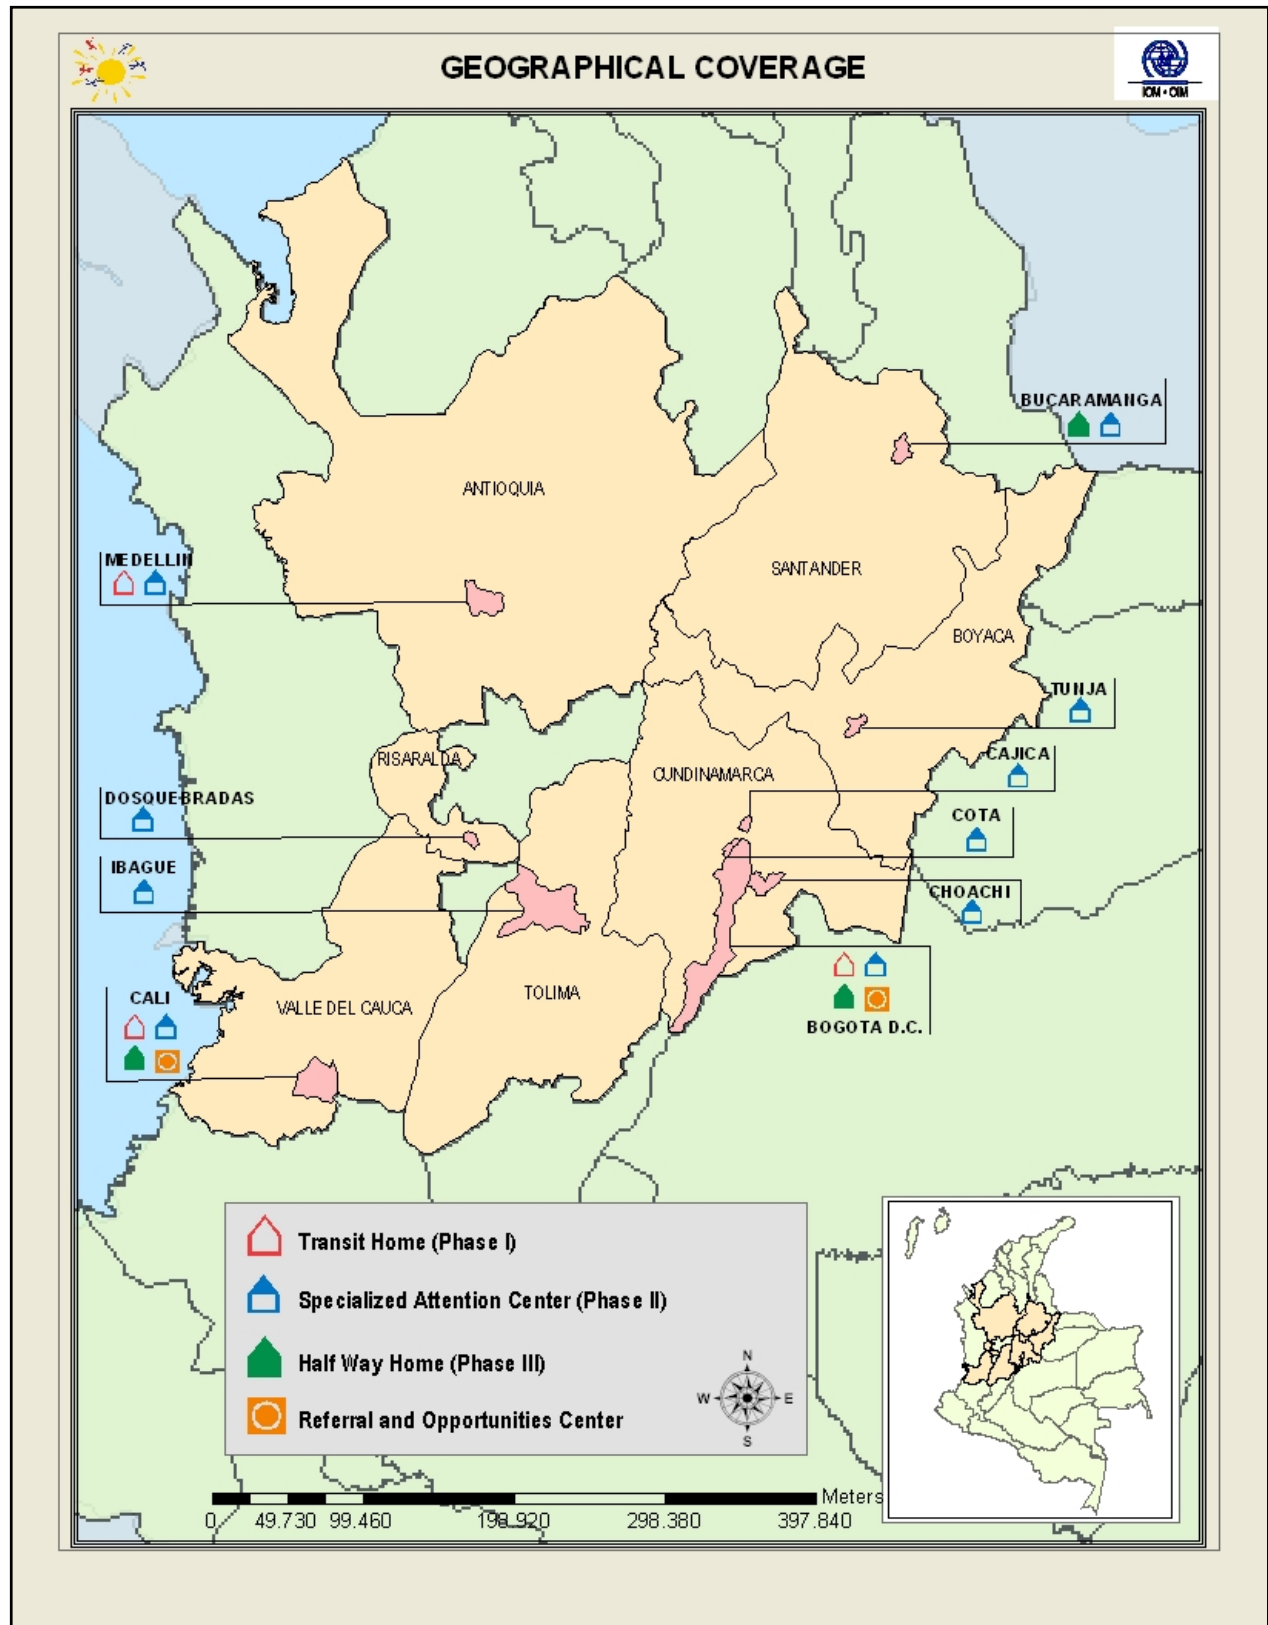 GEOGRAPHICAL COVERAGE
IOM • OIM
BUCARAMANGA
ANTIOQUIA
MEDELLIN
SANTANDER
BOYACA
TUNJA
RISARALDA
CUNDINAMARCA
CAJICA
DOSQUEBRADAS
COTA
IBAGUE
CHOACHI
CALI
VALLE DEL CAUCA
TOLIMA
BOGOTA D.C.
Transit Home (Phase I)
Specialized Attention Center (Phase II)
Half Way Home (Phase III)
Referral and Opportunities Center
N
W E
S
Meters
0 49.730 99.460 198.920 298.380 397.840